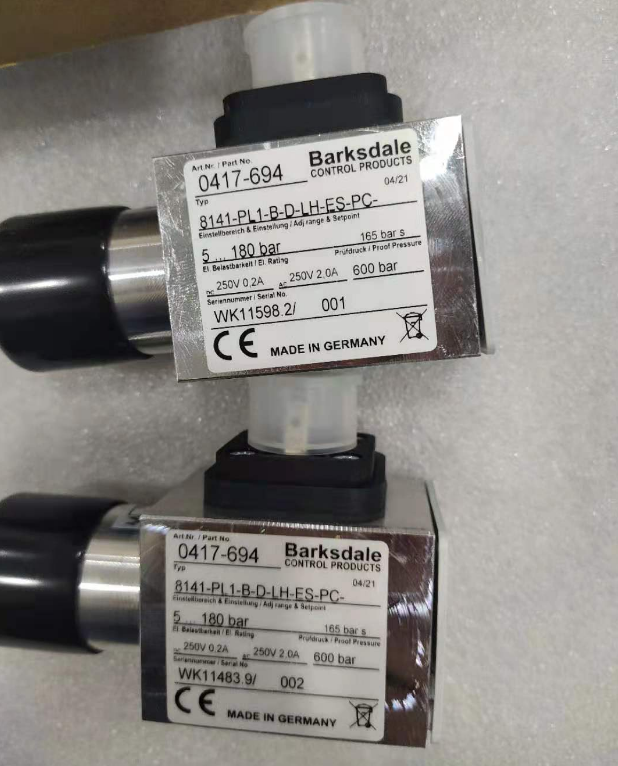 Art.Nr. / Part No.
Barksdale
0417-694
CONTROL PRODUCTS
Typ
04/21
8141-PL1-B-D-LH-ES-PC-
Einstellbereich & Einstellung / Adj range & Setpoint
5 ... 180 bar
165 bar s
El. Belastbarkeit / El. Rating
Prüfdruck / Proof Pressure
DC 250V 0,2A AC 250V 2.0A 600 bar
Seriennummer / Serial No.
WK11598.2/ 001
CE MADE IN GERMANY
Art.Nr. / Part No.
Barksdale
0417-694
CONTROL PRODUCTS
Typ
04/21
8141-PL1-B-D-LH-ES-PC-
Einstellbereich & Einstellung / Adj range & Setpoint
5 ... 180 bar
165 bar s
El. Belastbarkeit / El. Rating
Prüfdruck / Proof Pressure
DC 250V 0,2A AC 250V 2.0A 600 bar
Seriennummer / Serial No.
WK11483.9/ 002
CE MADE IN GERMANY